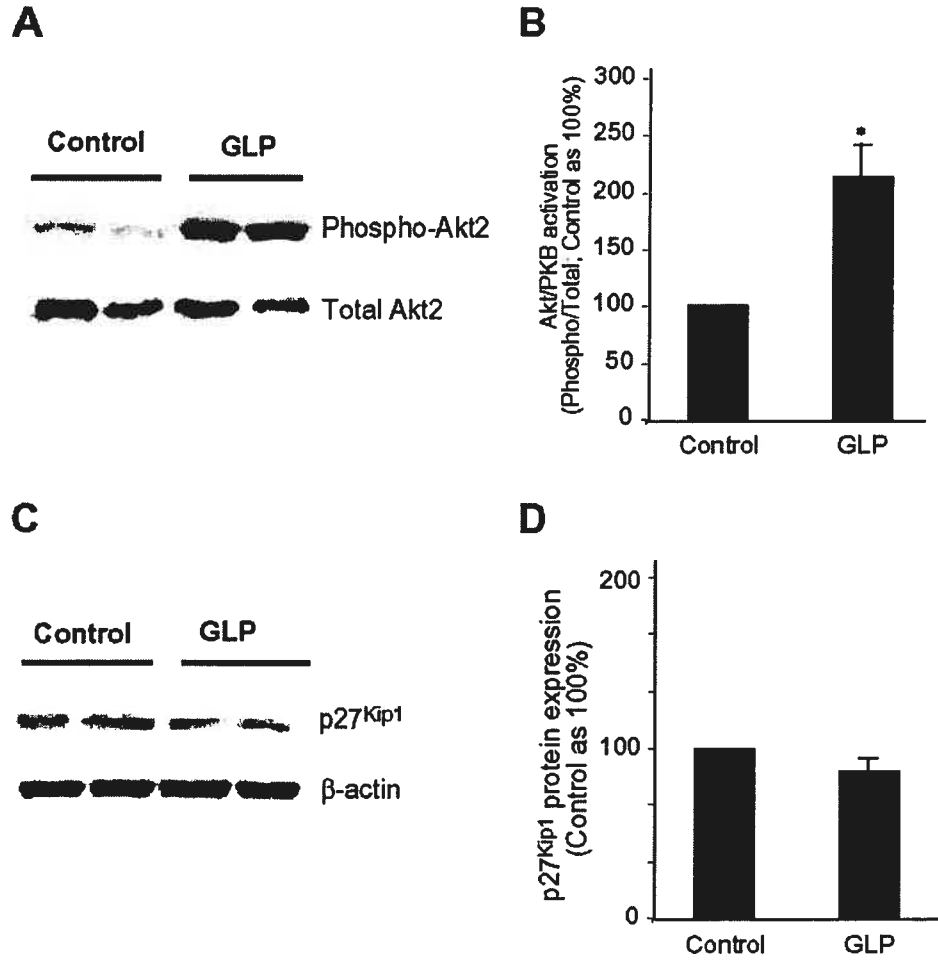 A
Control GLP
Phospho-Akt2
Total Akt2
B
Akt/PKB activation
(Phospho/Total; Control as 100%)
300
250
200
150
100
50
0
*
Control GLP
C
Control GLP
p27Kip1
β-actin
D
p27Kip1 protein expression
(Control as 100%)
200
100
0
Control GLP